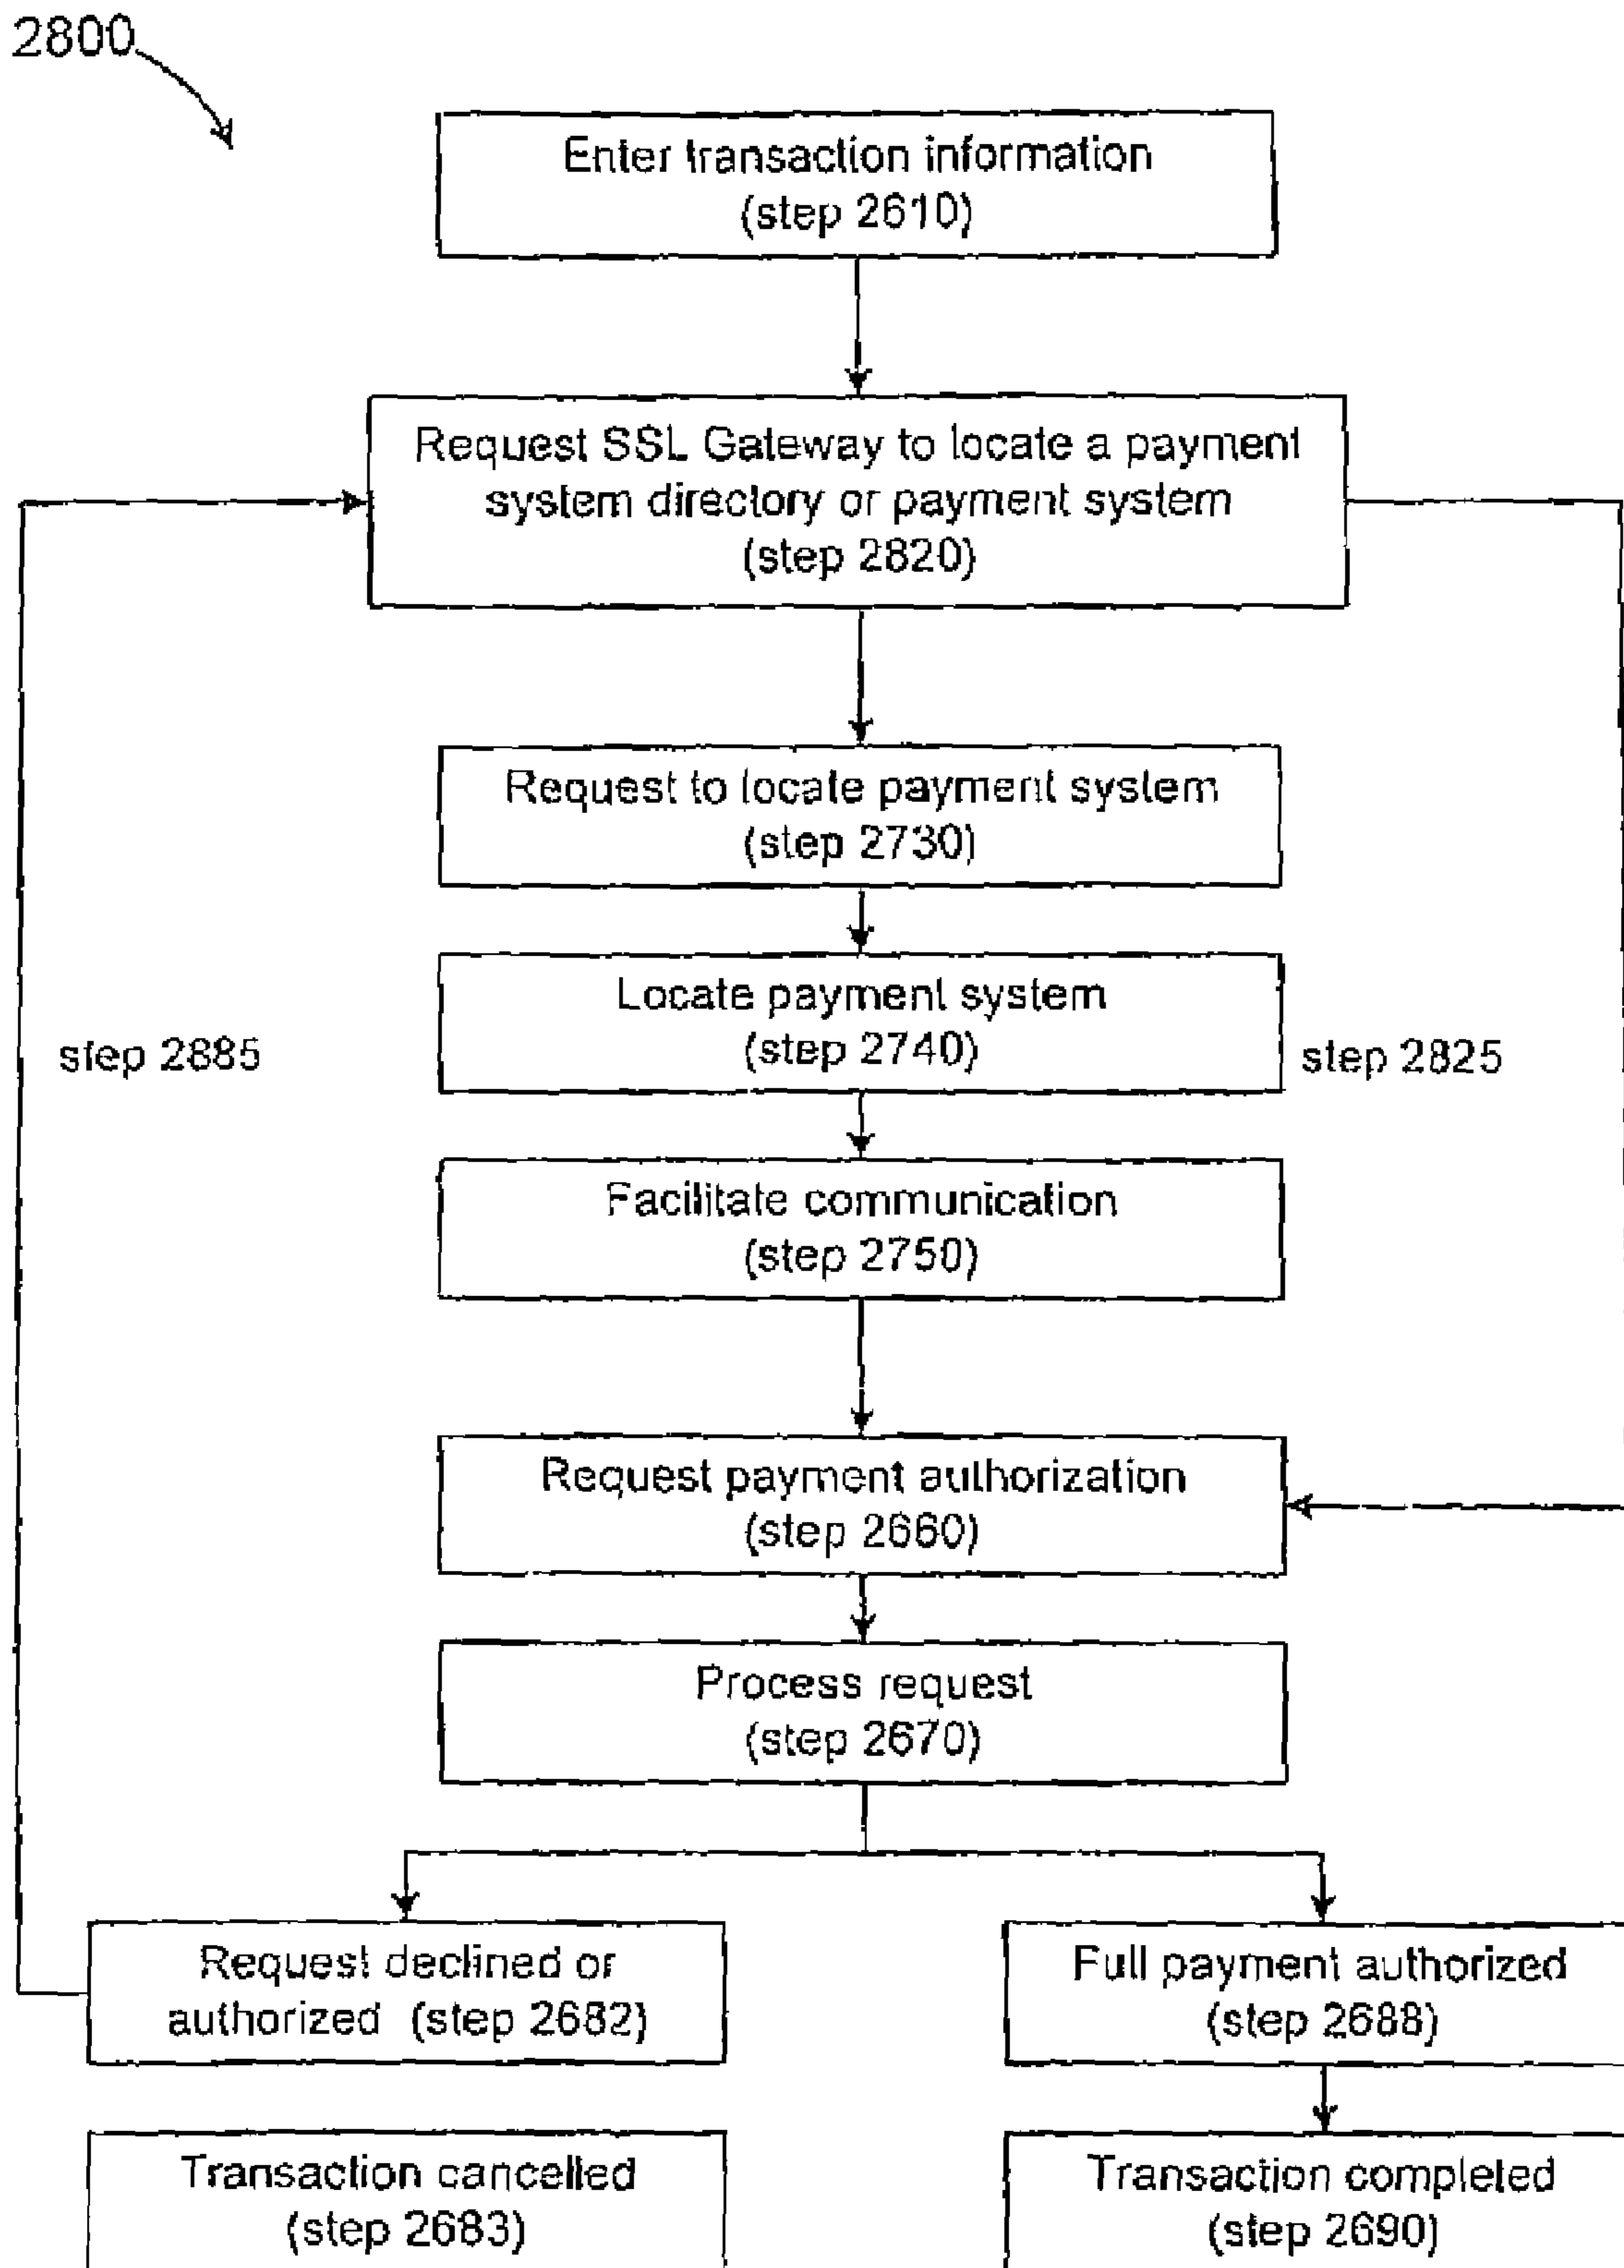 2800
Enter transaction information
(step 2610)
Request SSL Gateway to locate a payment
system directory or payment system
(step 2820)
Request to locate payment system
(step 2730)
Locate payment system
(step 2740)
step 2885
step 2825
Facilitate communication
(step 2750)
Request payment authorization
(step 2660)
Process request
(step 2670)
Request declined or
authorized (step 2682)
Full payment authorized
(step 2688)
Transaction cancelled
(step 2683)
Transaction completed
(step 2690)